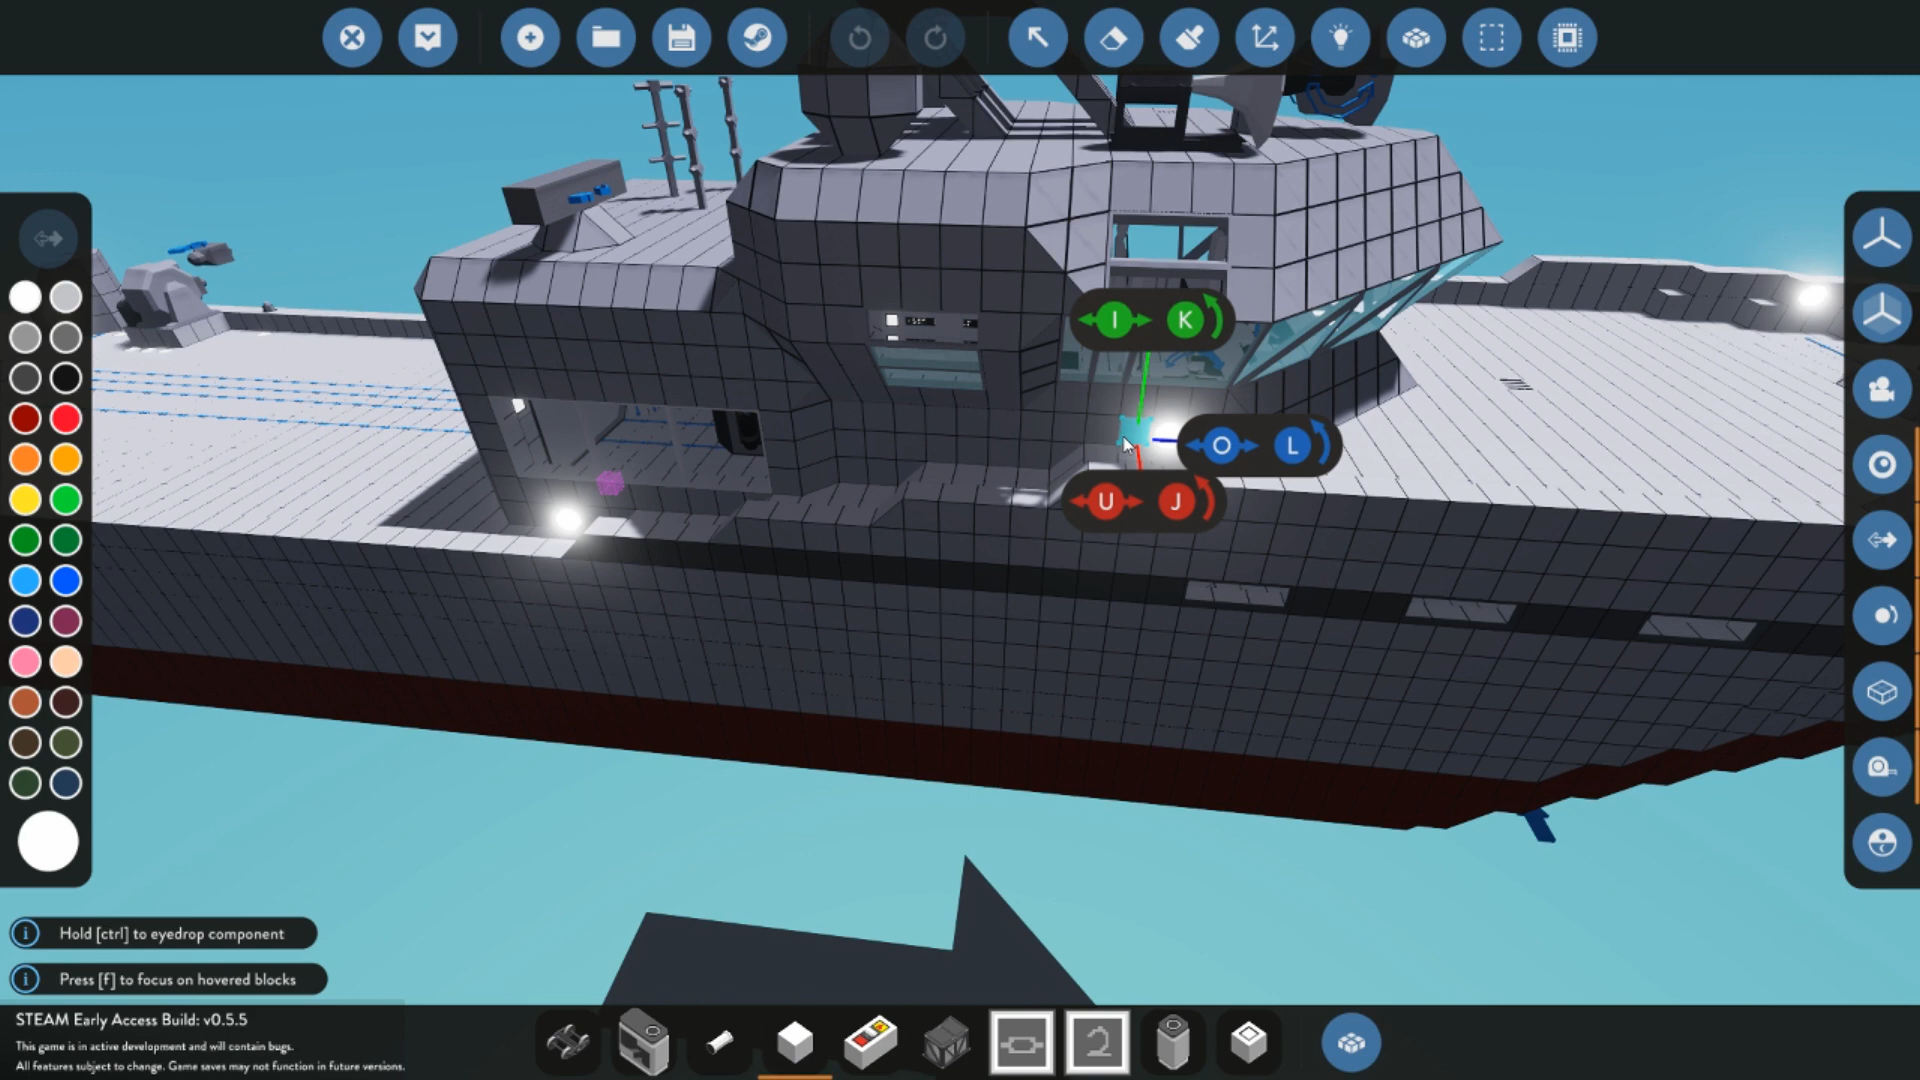 I K
O L
U J
Hold [ctrl] to eyedrop component
Press [f] to focus on hovered blocks
STEAM Early Access Build: v0.5.5
This game is in active development and will contain bugs.
All features subject to change. Game saves may not function in future versions.